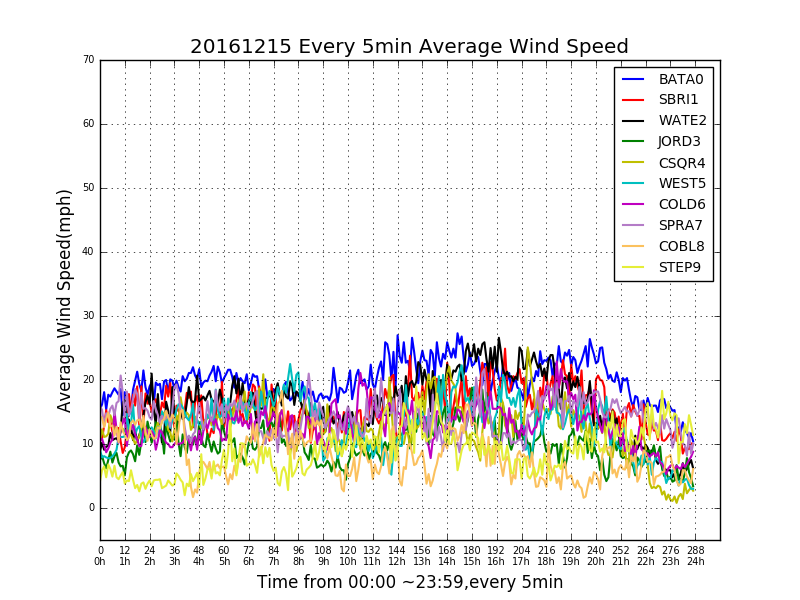 20161215 Every 5min Average Wind Speed
70
60
50
40
30
20
10
0
Average Wind Speed(mph)
BATA0
SBRI1
WATE2
JORD3
CSQR4
WEST5
COLD6
SPRA7
COBL8
STEP9
0 12 24 36 48 60 72 84 96 108 120 132 144 156 168 180 192 204 216 228 240 252 264 276 288
0h 1h 2h 3h 4h 5h 6h 7h 8h 9h 10h 11h 12h 13h 14h 15h 16h 17h 18h 19h 20h 21h 22h 23h 24h
Time from 00:00 ~23:59,every 5min